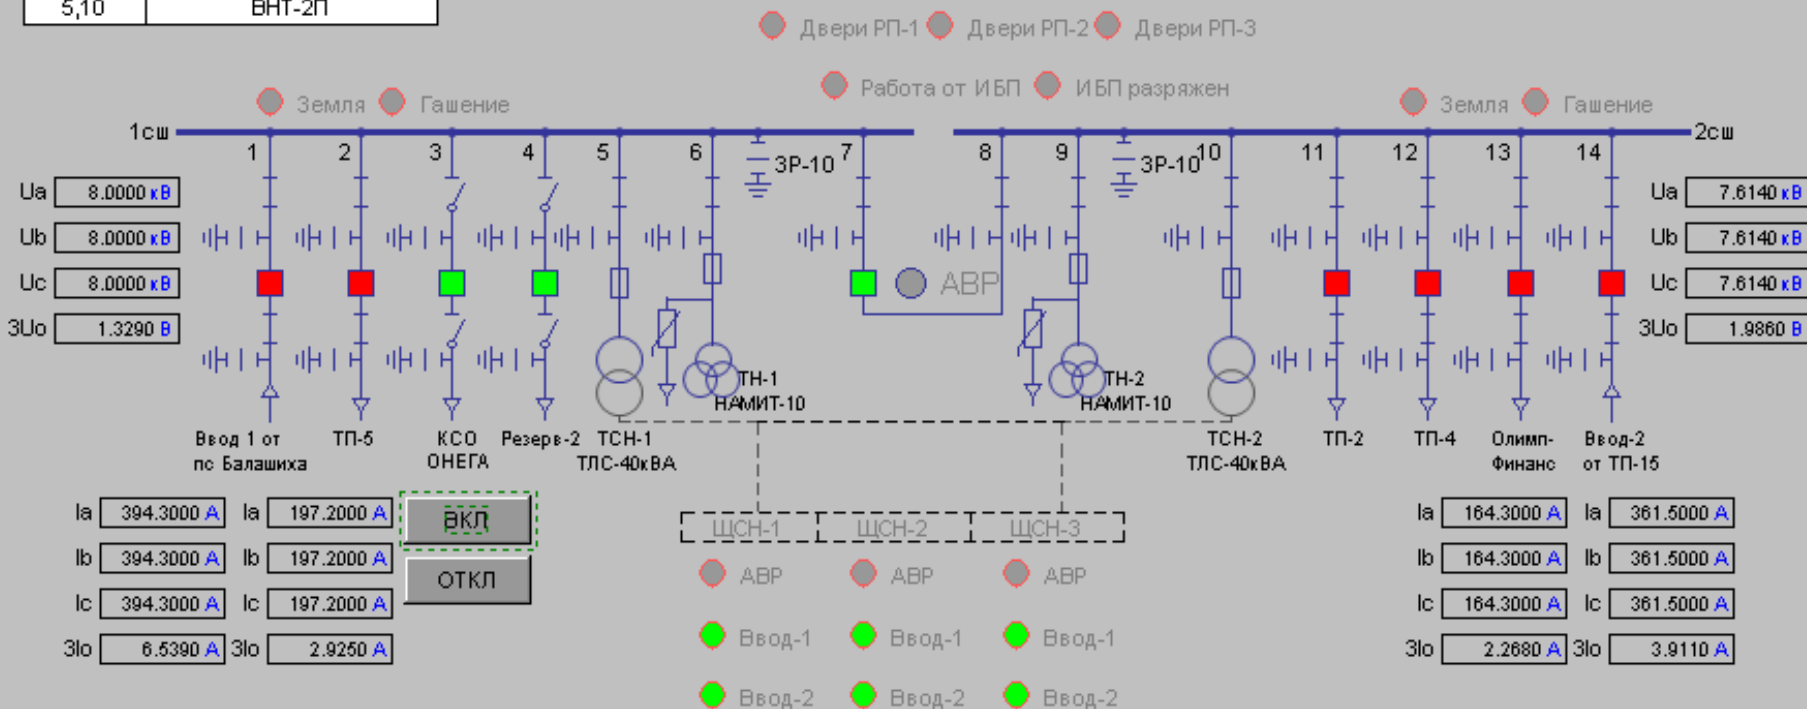 5,10 ВНТ-2П
Двери РП-1 Двери РП-2 Двери РП-3
Работа от ИБП ИБП разряжен
Земля Гашение Земля Гашение
1сш 2сш
1 2 3 4 5 6 7 8 9 10 11 12 13 14
ЗР-10 ЗР-10
Ua 8.0000 кВ Ua 7.6140 кВ
Ub 8.0000 кВ Ub 7.6140 кВ
Uc 8.0000 кВ АВР Uc 7.6140 кВ
3Uo 1.3290 В 3Uo 1.9860 В
ТН-1 ТН-2
НАМИТ-10 НАМИТ-10
Ввод 1 от ТП-5 КСО Резерв-2 ТСН-1 ТСН-2 ТП-2 ТП-4 Олимп- Ввод-2
пс Балашиха ОНЕГА ТЛС-40кВА ТЛС-40кВА Финанс от ТП-15
Ia 394.3000 А Ia 197.2000 А ВКЛ ЩСН-1 ЩСН-2 ЩСН-3 Ia 164.3000 А Ia 361.5000 А
Ib 394.3000 А Ib 197.2000 А ОТКЛ АВР АВР АВР Ib 164.3000 А Ib 361.5000 А
Ic 394.3000 А Ic 197.2000 А Ic 164.3000 А Ic 361.5000 А
3Io 6.5390 А 3Io 2.9250 А Ввод-1 Ввод-1 Ввод-1 3Io 2.2680 А 3Io 3.9110 А
Ввод-2 Ввод-2 Ввод-2